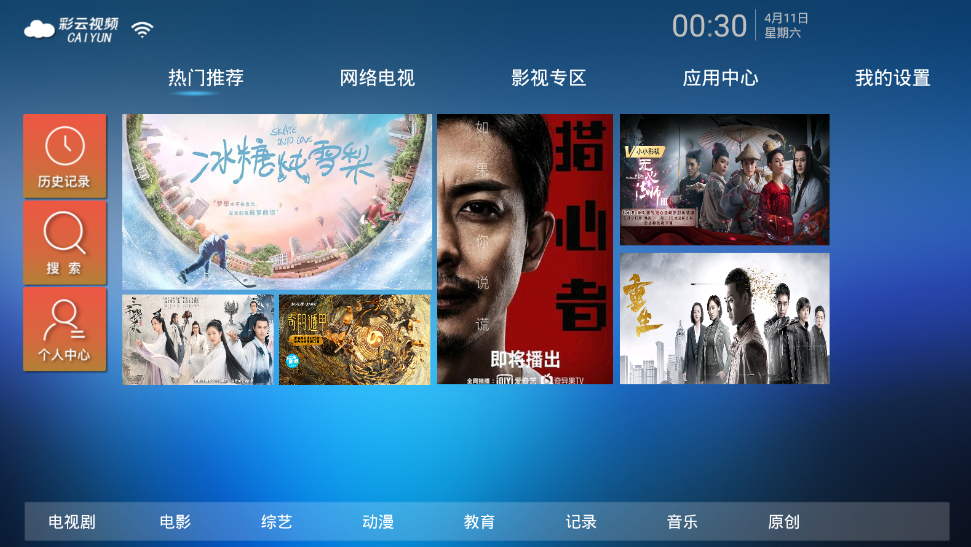 彩云视频
CAIYUN
00:30
4月11日
星期六
热门推荐
网络电视
影视专区
应用中心
我的设置
历史记录
搜 索
个人中心
SKATE
INTO LOVE
冰糖炖雪梨
如果你说谎
猎心者
即将播出
全网独播：iQIYI 爱奇艺 奇异果TV
奇门遁甲
重生
电视剧
电影
综艺
动漫
教育
记录
音乐
原创